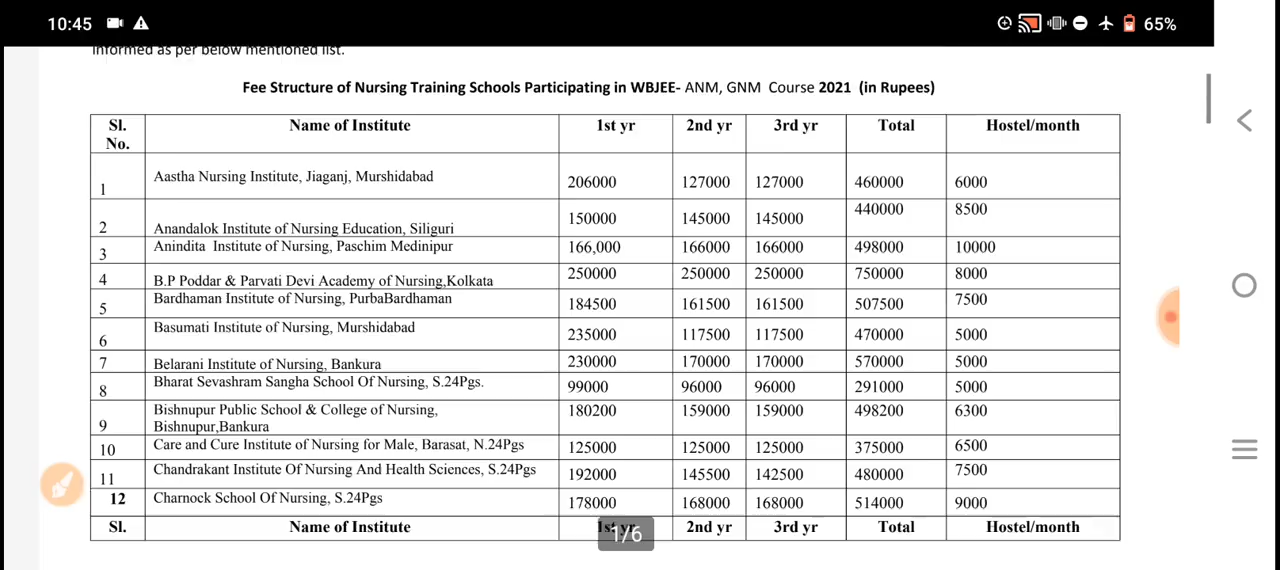 10:45 65%
informed as per below mentioned list.
Fee Structure of Nursing Training Schools Participating in WBJEE- ANM, GNM Course 2021 (in Rupees)
Sl. No. Name of Institute 1st yr 2nd yr 3rd yr Total Hostel/month
1 Aastha Nursing Institute, Jiaganj, Murshidabad 206000 127000 127000 460000 6000
2 Anandalok Institute of Nursing Education, Siliguri 150000 145000 145000 440000 8500
3 Anindita Institute of Nursing, Paschim Medinipur 166,000 166000 166000 498000 10000
4 B.P Poddar & Parvati Devi Academy of Nursing,Kolkata 250000 250000 250000 750000 8000
5 Bardhaman Institute of Nursing, PurbaBardhaman 184500 161500 161500 507500 7500
6 Basumati Institute of Nursing, Murshidabad 235000 117500 117500 470000 5000
7 Belarani Institute of Nursing, Bankura 230000 170000 170000 570000 5000
8 Bharat Sevashram Sangha School Of Nursing, S.24Pgs. 99000 96000 96000 291000 5000
9 Bishnupur Public School & College of Nursing, Bishnupur,Bankura 180200 159000 159000 498200 6300
10 Care and Cure Institute of Nursing for Male, Barasat, N.24Pgs 125000 125000 125000 375000 6500
11 Chandrakant Institute Of Nursing And Health Sciences, S.24Pgs 192000 145500 142500 480000 7500
12 Charnock School Of Nursing, S.24Pgs 178000 168000 168000 514000 9000
Sl. Name of Institute 1st yr 2nd yr 3rd yr Total Hostel/month
1/6